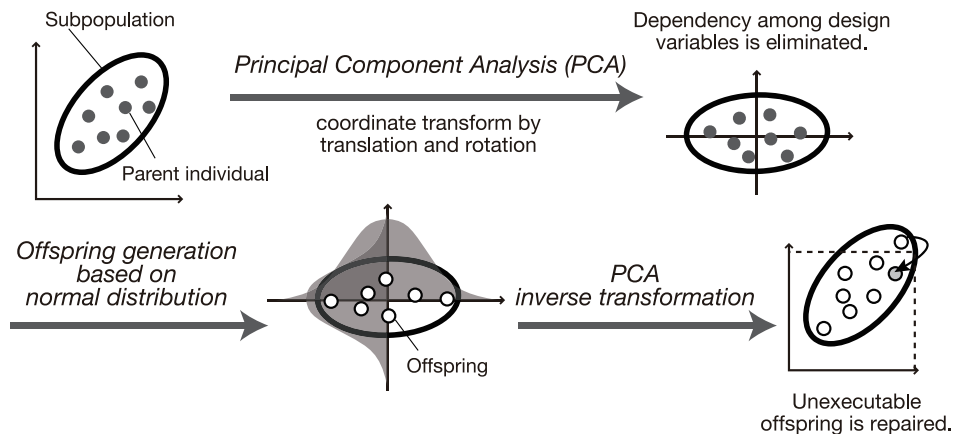 Subpopulation
Parent individual
Principal Component Analysis (PCA)
coordinate transform by
translation and rotation
Dependency among design
variables is eliminated.
Offspring generation
based on
normal distribution
Offspring
PCA
inverse transformation
Unexecutable
offspring is repaired.